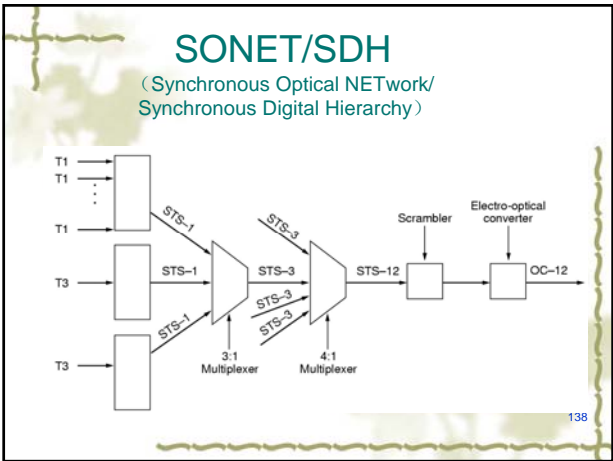 SONET/SDH
（Synchronous Optical NETwork/
Synchronous Digital Hierarchy）
T1
T1
T1
T3
T3
STS–1
STS–1
STS–1
3:1
Multiplexer
STS–3
STS–3
STS–3
STS–3
4:1
Multiplexer
STS–12
Scrambler
Electro-optical
converter
OC–12
138